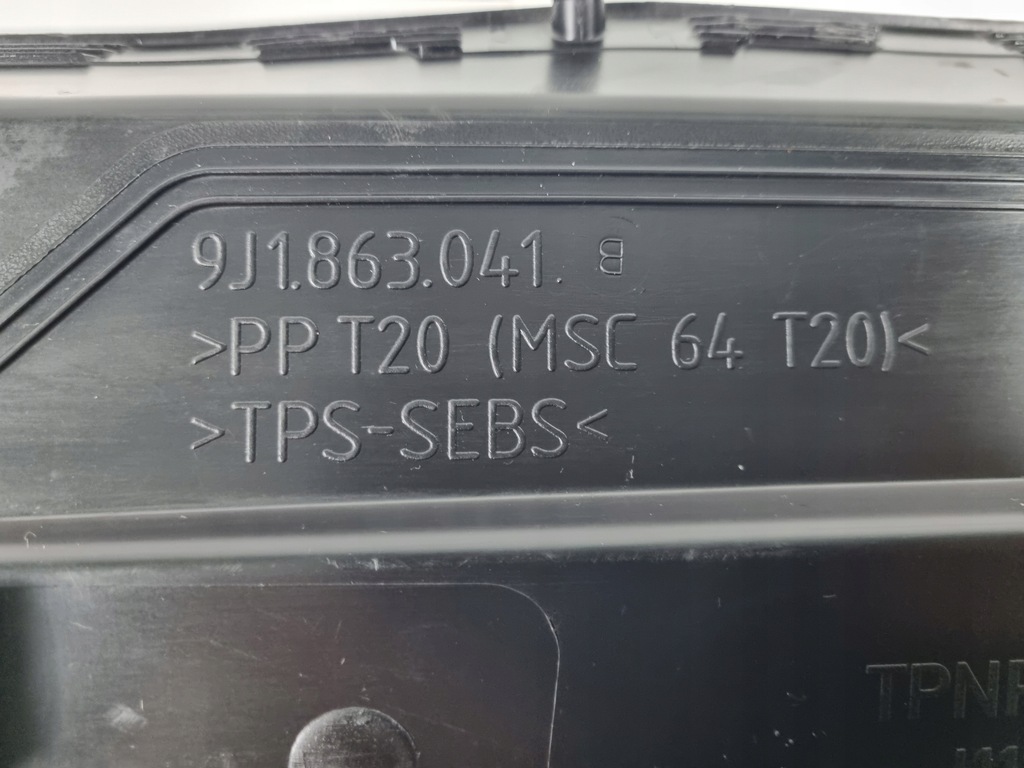 9J1.863.041. B
>PP T20 (MSC 64 T20)<
>TPS-SEBS<